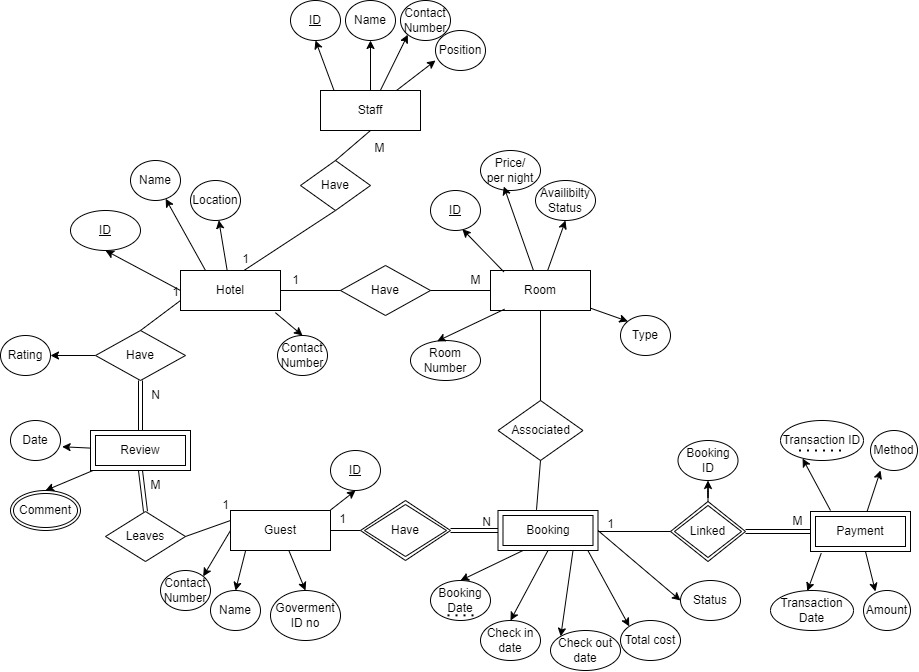 ID
Name
Contact
Number
Position
Staff
M
Have
Name
Location
ID
Price/
per night
Availibilty
Status
ID
1
1
1
Hotel
Have
M
Room
Type
Contact
Number
Room
Number
Rating
Have
N
Date
Review
M
Comment
Leaves
1
Guest
ID
1
Have
N
Associated
Booking
1
Booking
ID
Linked
M
Transaction ID
Method
Payment
Contact
Number
Name
Goverment
ID no
Booking
Date
Check in
date
Check out
date
Total cost
Status
Transaction
Date
Amount